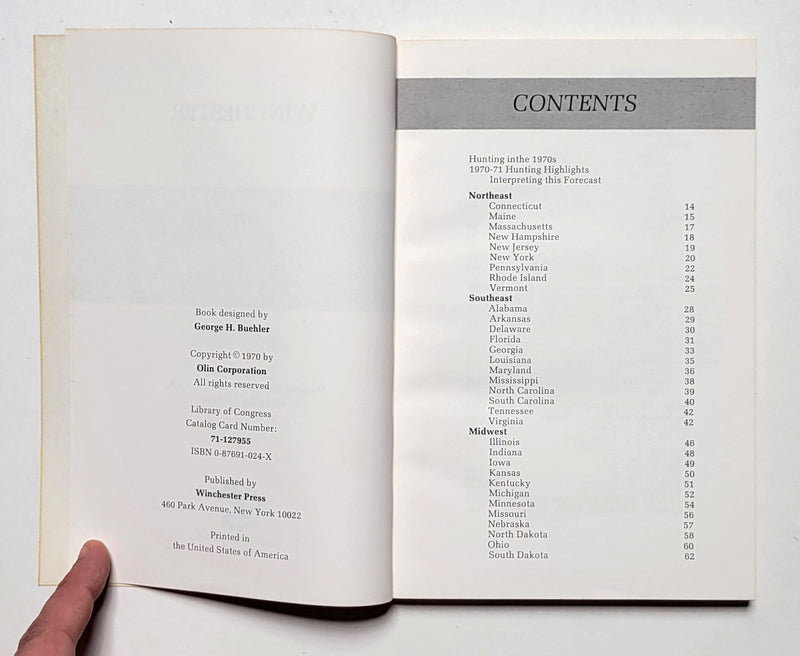 WINCHESTER
Book designed by
George H. Buehler
Copyright © 1970 by
Olin Corporation
All rights reserved
Library of Congress
Catalog Card Number:
71-127955
ISBN 0-87691-024-X
Published by
Winchester Press
460 Park Avenue, New York 10022
Printed in
the United States of America
CONTENTS
Hunting inthe 1970s
1970-71 Hunting Highlights
Interpreting this Forecast
Northeast
Connecticut 14
Maine 15
Massachusetts 17
New Hampshire 18
New Jersey 19
New York 20
Pennsylvania 22
Rhode Island 24
Vermont 25
Southeast
Alabama 28
Arkansas 29
Delaware 30
Florida 31
Georgia 33
Louisiana 35
Maryland 36
Mississippi 38
North Carolina 39
South Carolina 40
Tennessee 42
Virginia 42
Midwest
Illinois 46
Indiana 48
Iowa 49
Kansas 50
Kentucky 51
Michigan 52
Minnesota 54
Missouri 56
Nebraska 57
North Dakota 58
Ohio 60
South Dakota 62